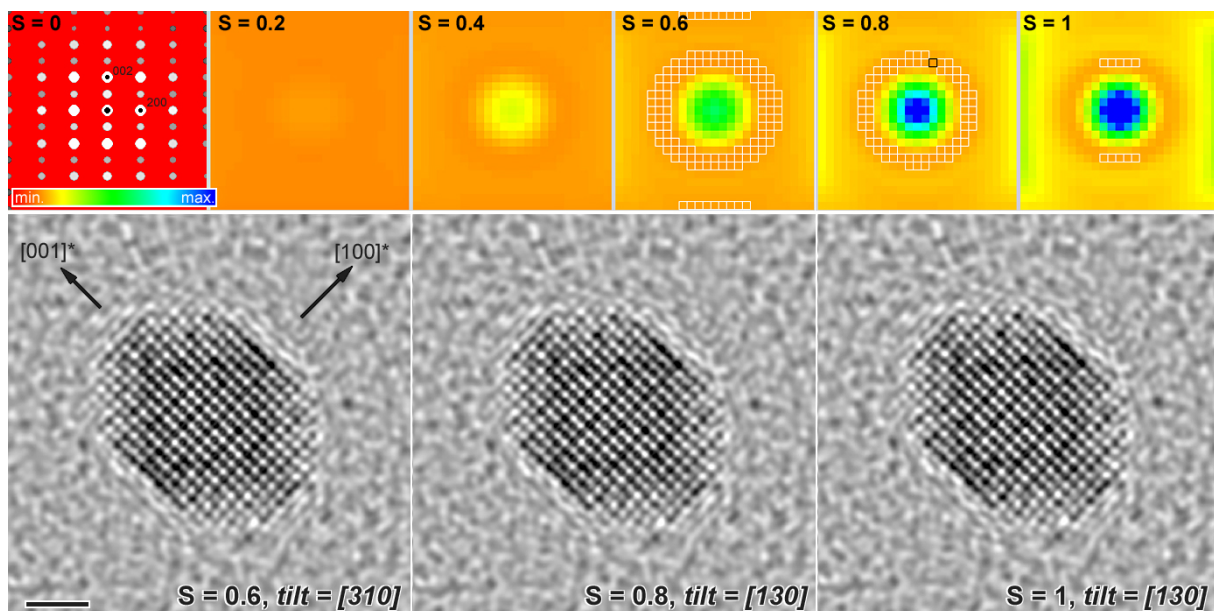 S = 0
S = 0.2
S = 0.4
S = 0.6
S = 0.8
S = 1
002
200
min.
max.
[001]*
[100]*
S = 0.6, tilt = [310]
S = 0.8, tilt = [130]
S = 1, tilt = [130]